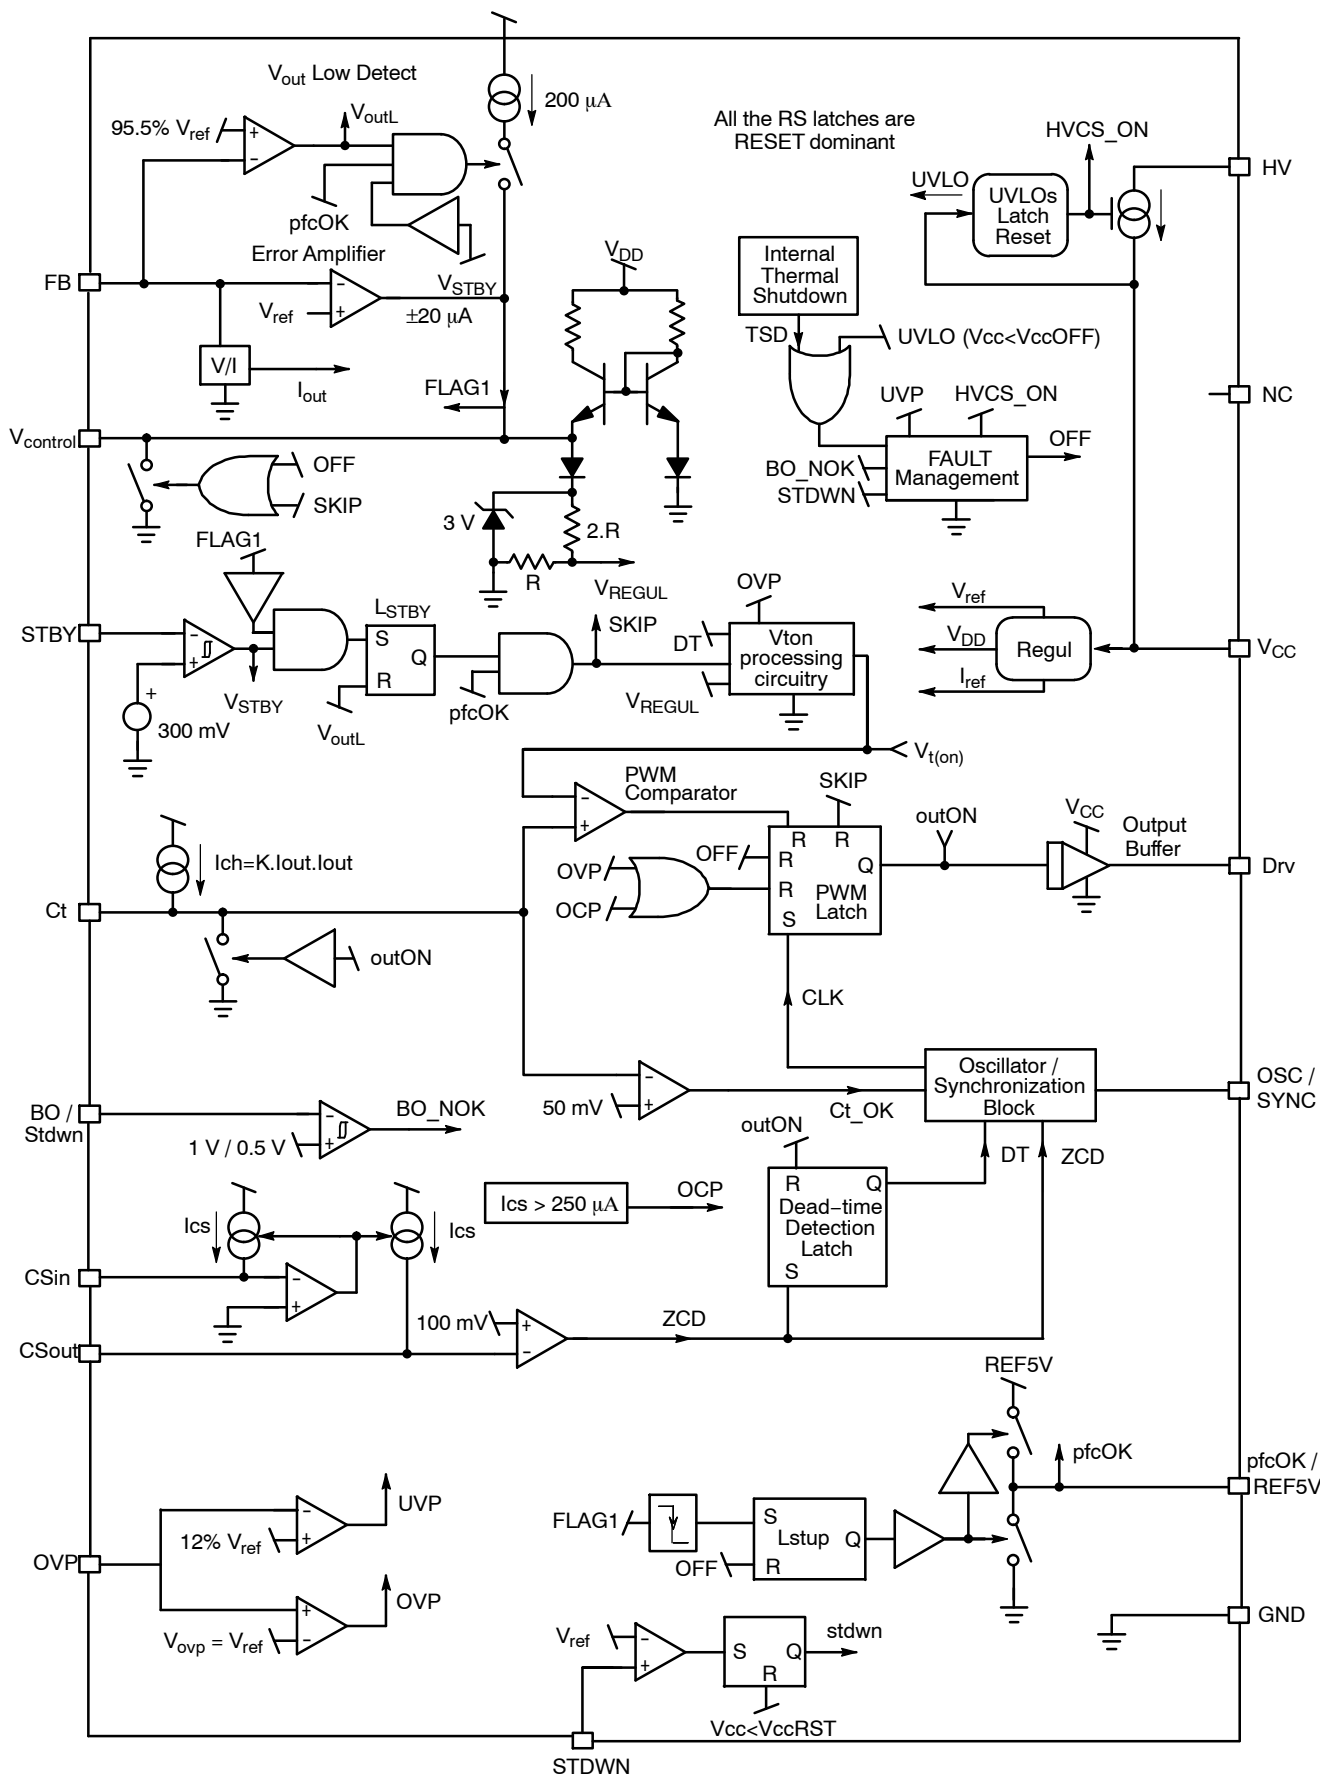 Vout Low Detect
95.5% Vref
+
−
VoutL
200 μA
pfcOK
VSTBY
All the RS latches are
RESET dominant
HVCS_ON
UVLO
UVLOs
Latch
Reset
HV
Error Amplifier
FB
−
+
Vref
±20 μA
V/I
Iout
VDD
FLAG1
Internal
Thermal
Shutdown
TSD
UVLO (Vcc<VccOFF)
UVP
HVCS_ON
BO_NOK
STDWN
FAULT
Management
OFF
NC
Vcontrol
OFF
SKIP
3 V
2.R
R
VREGUL
FLAG1
STBY
−
+
+
300 mV
VSTBY
LSTBY
S
R
Q
VoutL
pfcOK
SKIP
OVP
DT
Vton
processing
circuitry
VREGUL
Vref
VDD
Iref
Regul
VCC
Vt(on)
−
+
PWM
Comparator
SKIP
OFF
OVP
OCP
R
R
R
R
S
Q
PWM
Latch
outON
VCC
Output
Buffer
Drv
Ich=K.Iout.Iout
Ct
outON
CLK
−
+
50 mV
Ct_OK
Oscillator /
Synchronization
Block
OSC /
SYNC
BO /
Stdwn
−
+
1 V / 0.5 V
BO_NOK
outON
DT
ZCD
Ics > 250 μA
OCP
R
Q
Dead−time
Detection
Latch
S
Ics
Ics
CSin
−
+
CSout
100 mV
+
−
ZCD
REF5V
pfcOK
pfcOK /
REF5V
FLAG1
OFF
S
R
Lstup
Q
OVP
−
+
12% Vref
UVP
+
−
Vovp = Vref
OVP
GND
Vref
−
+
S
Q
R
stdwn
Vcc<VccRST
STDWN